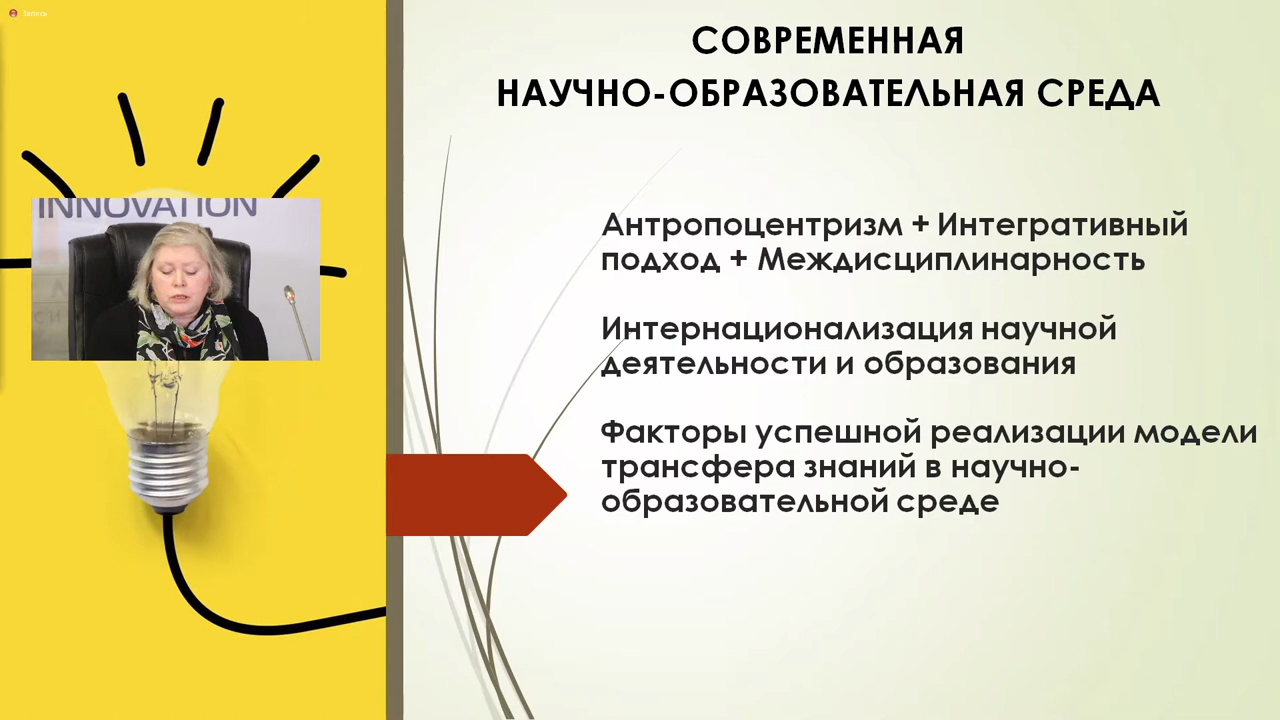 Запись
СОВРЕМЕННАЯ
НАУЧНО-ОБРАЗОВАТЕЛЬНАЯ СРЕДА
INNOVATION
Антропоцентризм + Интегративный
подход + Междисциплинарность
Интернационализация научной
деятельности и образования
Факторы успешной реализации модели
трансфера знаний в научно-
образовательной среде